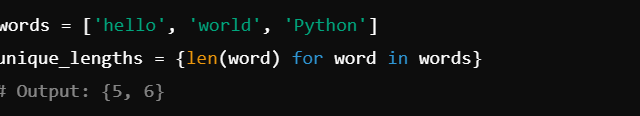 words = ['hello', 'world', 'Python']
unique_lengths = {len(word) for word in words}
# Output: {5, 6}